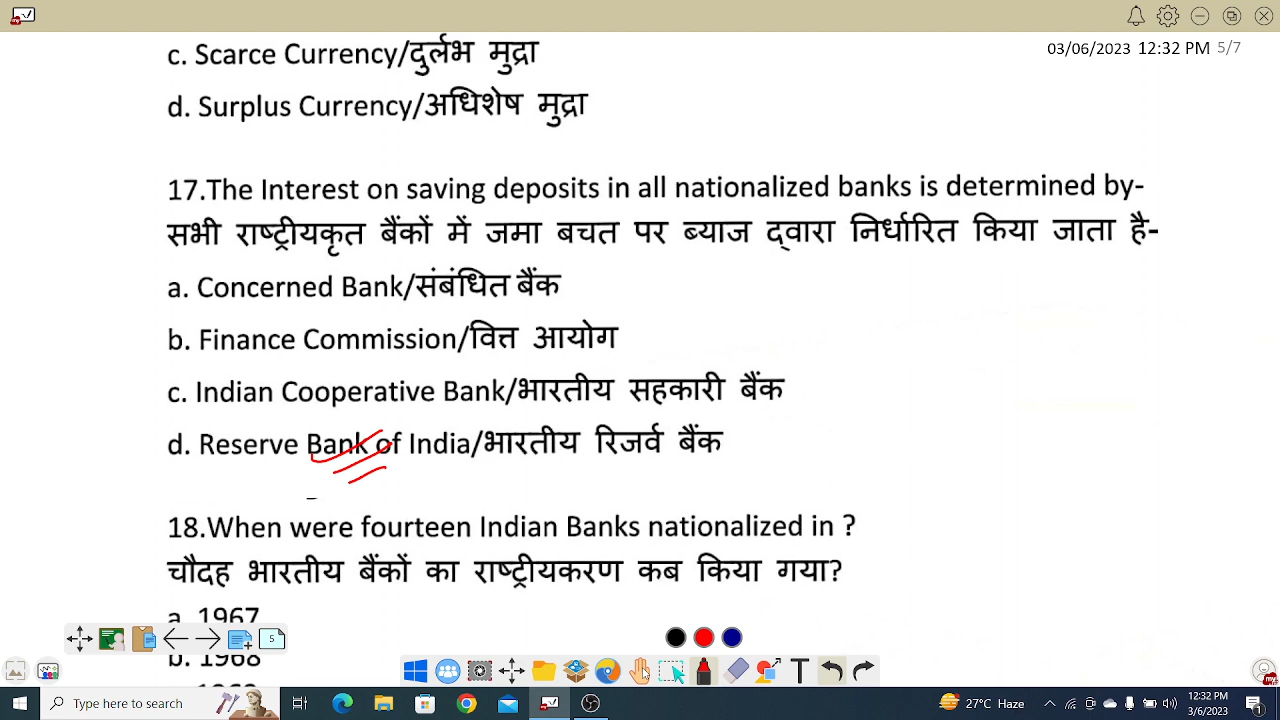 03/06/2023 12:32 PM 5/7
c. Scarce Currency/दुर्लभ मुद्रा
d. Surplus Currency/अधिशेष मुद्रा
17.The Interest on saving deposits in all nationalized banks is determined by-
सभी राष्ट्रीयकृत बैंकों में जमा बचत पर ब्याज द्वारा निर्धारित किया जाता है-
a. Concerned Bank/संबंधित बैंक
b. Finance Commission/वित्त आयोग
c. Indian Cooperative Bank/भारतीय सहकारी बैंक
d. Reserve Bank of India/भारतीय रिजर्व बैंक
18.When were fourteen Indian Banks nationalized in ?
चौदह भारतीय बैंकों का राष्ट्रीयकरण कब किया गया?
a. 1967
5
b. 1968
Type here to search
27°C Haze
ENG
12:32 PM
3/6/2023